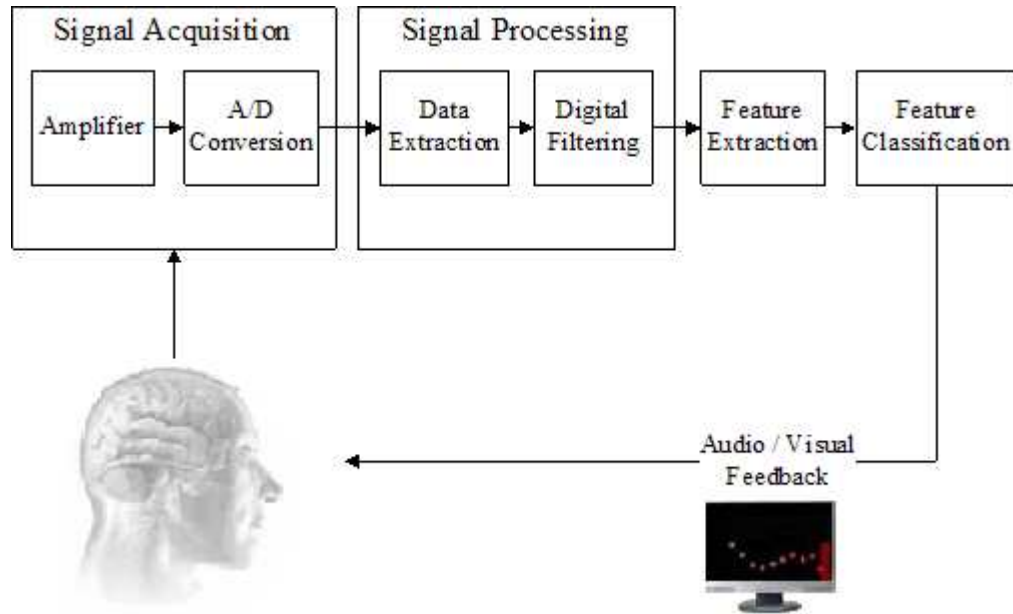 Signal Acquisition
Signal Processing
Amplifier
A/D
Conversion
Data
Extraction
Digital
Filtering
Feature
Extraction
Feature
Classification
Audio / Visual
Feedback